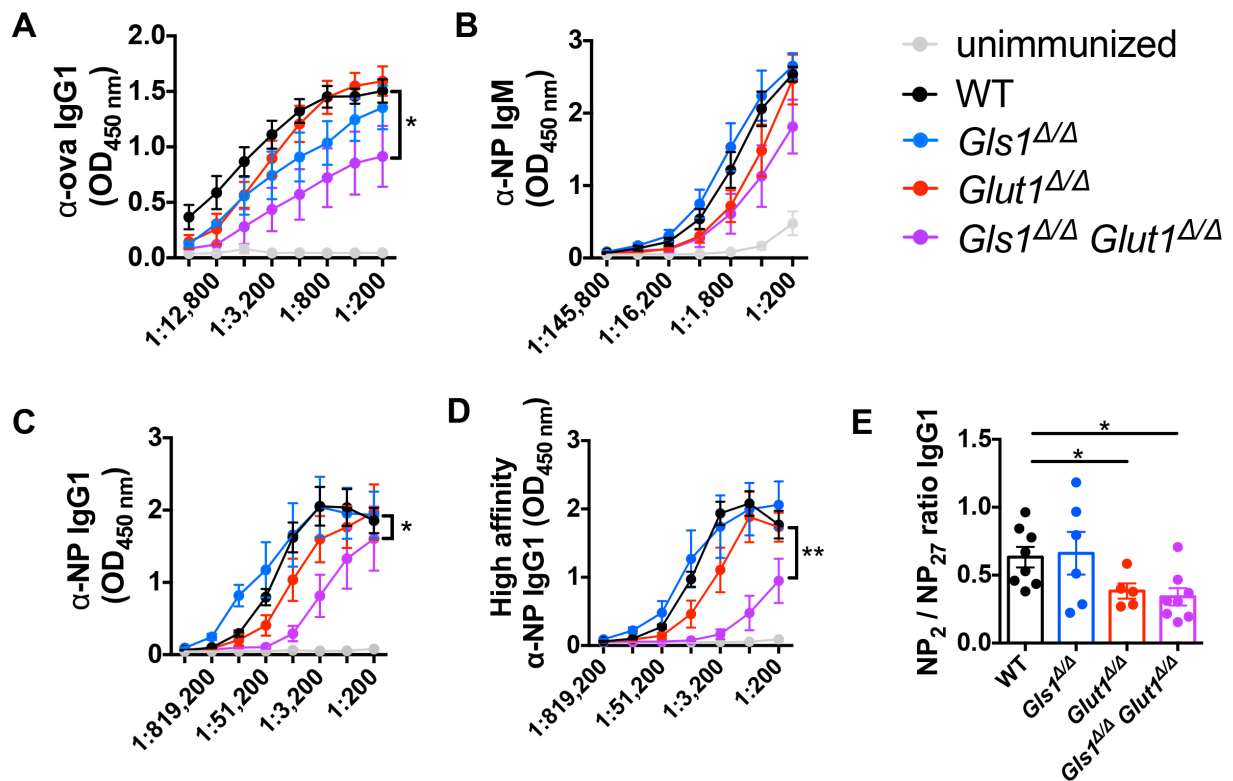 A
α-ova IgG1
(OD450 nm)
2.0
1.5
1.0
0.5
0.0
1:12,800
1:3,200
1:800
1:200
*
B
α-NP IgM
(OD450 nm)
3
2
1
0
1:145,800
1:16,200
1:1,800
1:200
unimmunized
WT
Gls1Δ/Δ
Glut1Δ/Δ
Gls1Δ/Δ Glut1Δ/Δ
C
α-NP IgG1
(OD450 nm)
3
2
1
0
1:819,200
1:51,200
1:3,200
1:200
*
D
High affinity
α-NP IgG1 (OD450 nm)
3
2
1
0
1:819,200
1:51,200
1:3,200
1:200
**
E
NP2 / NP27 ratio IgG1
1.5
1.0
0.5
0.0
*
*
WT
Gls1Δ/Δ
Glut1Δ/Δ
Gls1Δ/Δ Glut1Δ/Δ